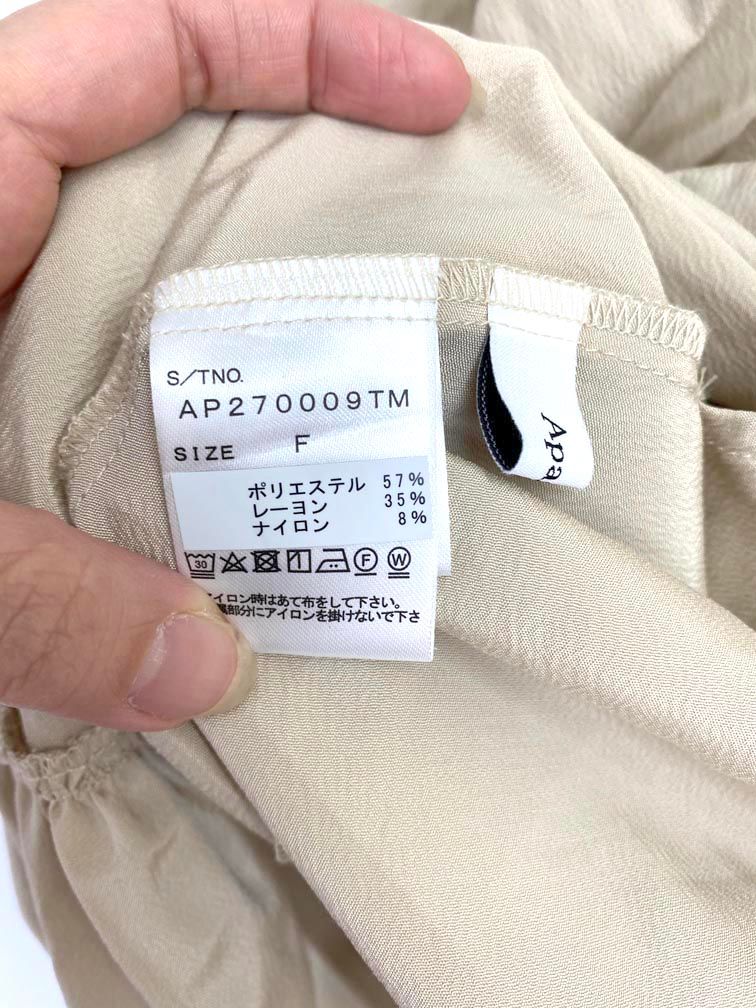 S/TNO.
AP270009TM
SIZE F
ポリエステル 57%
レーヨン 35%
ナイロン 8%
30 F W
イロン時はあて布をして下さい。
属部分にアイロンを掛けないで下さ
Apa